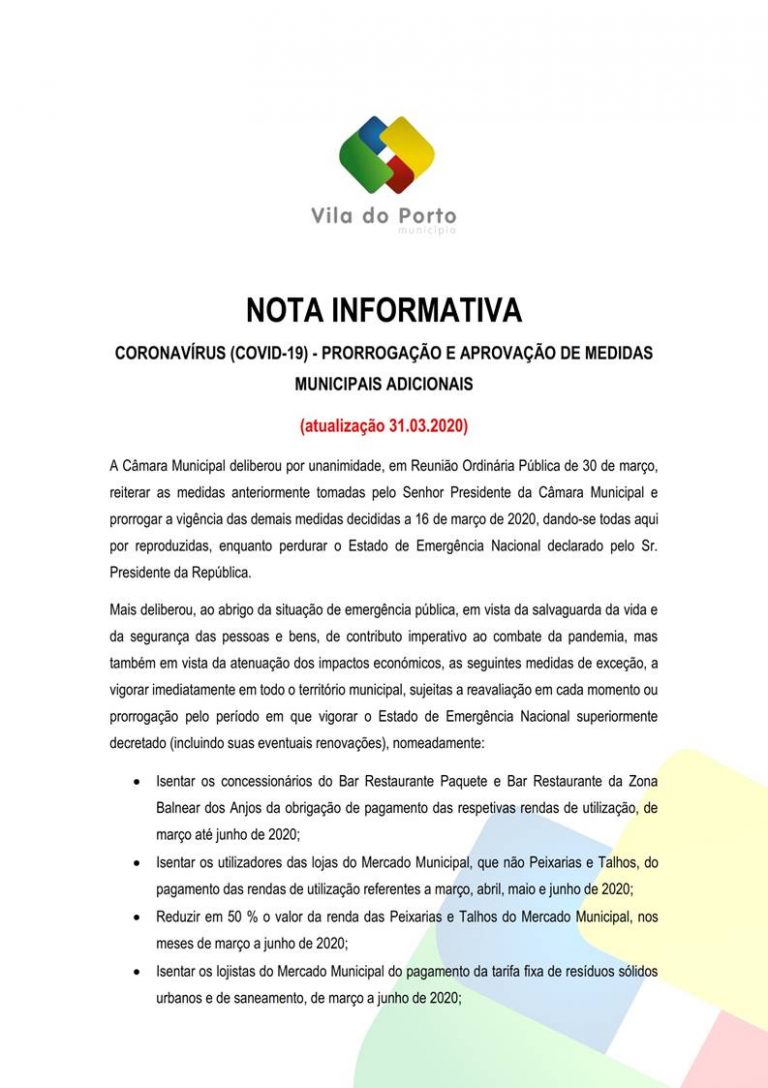 Vila do Porto
município
NOTA INFORMATIVA
CORONAVÍRUS (COVID-19) - PRORROGAÇÃO E APROVAÇÃO DE MEDIDAS
MUNICIPAIS ADICIONAIS
(atualização 31.03.2020)
A Câmara Municipal deliberou por unanimidade, em Reunião Ordinária Pública de 30 de março,
reiterar as medidas anteriormente tomadas pelo Senhor Presidente da Câmara Municipal e
prorrogar a vigência das demais medidas decididas a 16 de março de 2020, dando-se todas aqui
por reproduzidas, enquanto perdurar o Estado de Emergência Nacional declarado pelo Sr.
Presidente da República.
Mais deliberou, ao abrigo da situação de emergência pública, em vista da salvaguarda da vida e
da segurança das pessoas e bens, de contributo imperativo ao combate da pandemia, mas
também em vista da atenuação dos impactos económicos, as seguintes medidas de exceção, a
vigorar imediatamente em todo o território municipal, sujeitas a reavaliação em cada momento ou
prorrogação pelo período em que vigorar o Estado de Emergência Nacional superiormente
decretado (incluindo suas eventuais renovações), nomeadamente:
• Isentar os concessionários do Bar Restaurante Paquete e Bar Restaurante da Zona
Balnear dos Anjos da obrigação de pagamento das respetivas rendas de utilização, de
março até junho de 2020;
• Isentar os utilizadores das lojas do Mercado Municipal, que não Peixarias e Talhos, do
pagamento das rendas de utilização referentes a março, abril, maio e junho de 2020;
• Reduzir em 50 % o valor da renda das Peixarias e Talhos do Mercado Municipal, nos
meses de março a junho de 2020;
• Isentar os lojistas do Mercado Municipal do pagamento da tarifa fixa de resíduos sólidos
urbanos e de saneamento, de março a junho de 2020;